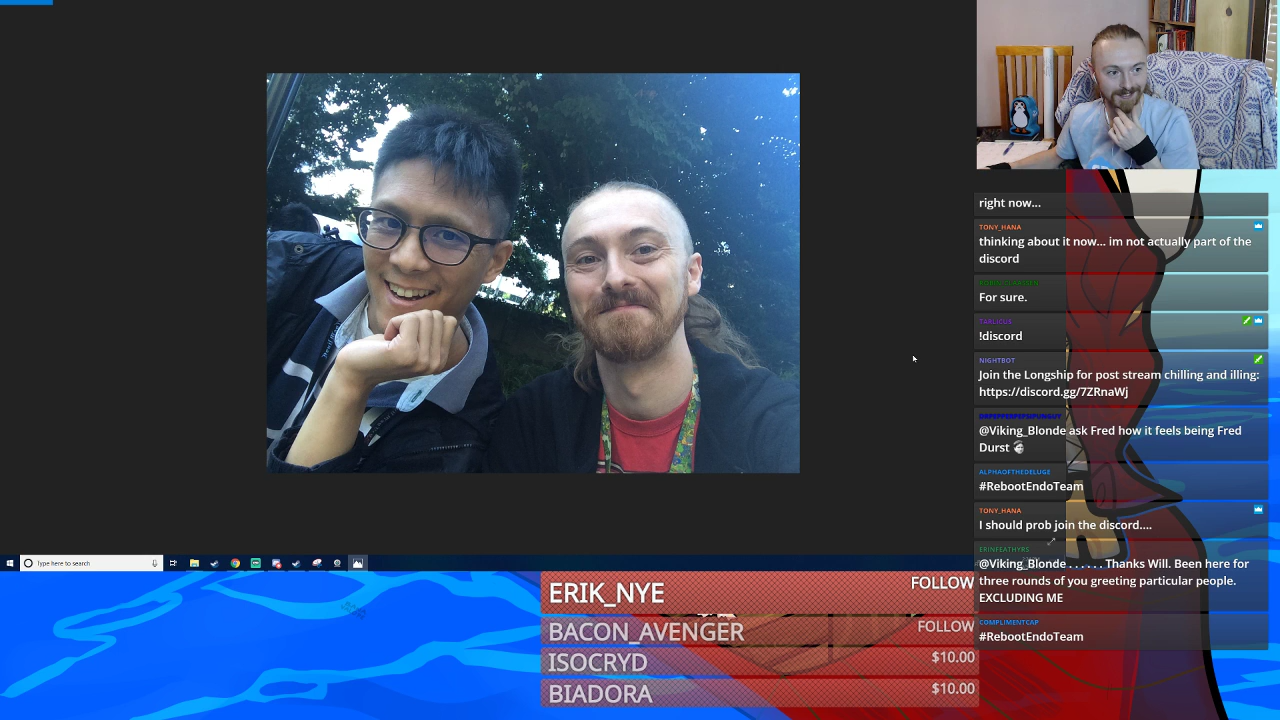 right now...
TONY_HANA
thinking about it now... im not actually part of the
discord
For sure.
TARLICUS
!discord
NIGHTBOT
Join the Longship for post stream chilling and illing:
https://discord.gg/7ZRnaWj
@Viking_Blonde ask Fred how it feels being Fred
Durst
ALPHAOFTHEDELUGE
#RebootEndoTeam
TONY_HANA
I should prob join the discord....
ERINFEATHYRS
@Viking_Blonde . . . . . . Thanks Will. Been here for
three rounds of you greeting particular people.
EXCLUDING ME
COMPLIMENTCAP
#RebootEndoTeam
Type here to search
ERIK_NYE FOLLOW
BACON_AVENGER FOLLOW
ISOCRYD $10.00
BIADORA $10.00